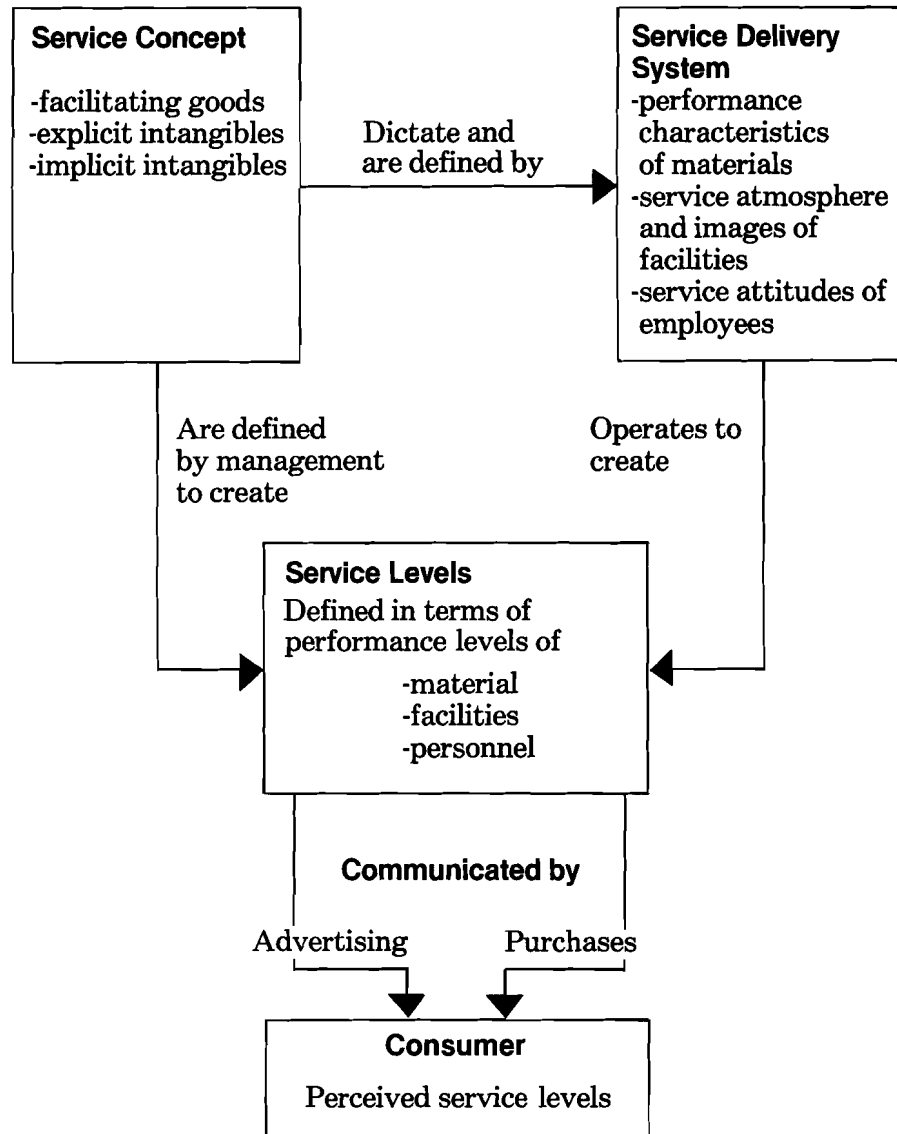 Service Concept
-facilitating goods
-explicit intangibles
-implicit intangibles
Dictate and
are defined by
Service Delivery
System
-performance
characteristics
of materials
-service atmosphere
and images of
facilities
-service attitudes of
employees
Are defined
by management
to create
Operates to
create
Service Levels
Defined in terms of
performance levels of
-material
-facilities
-personnel
Communicated by
Advertising
Purchases
Consumer
Perceived service levels